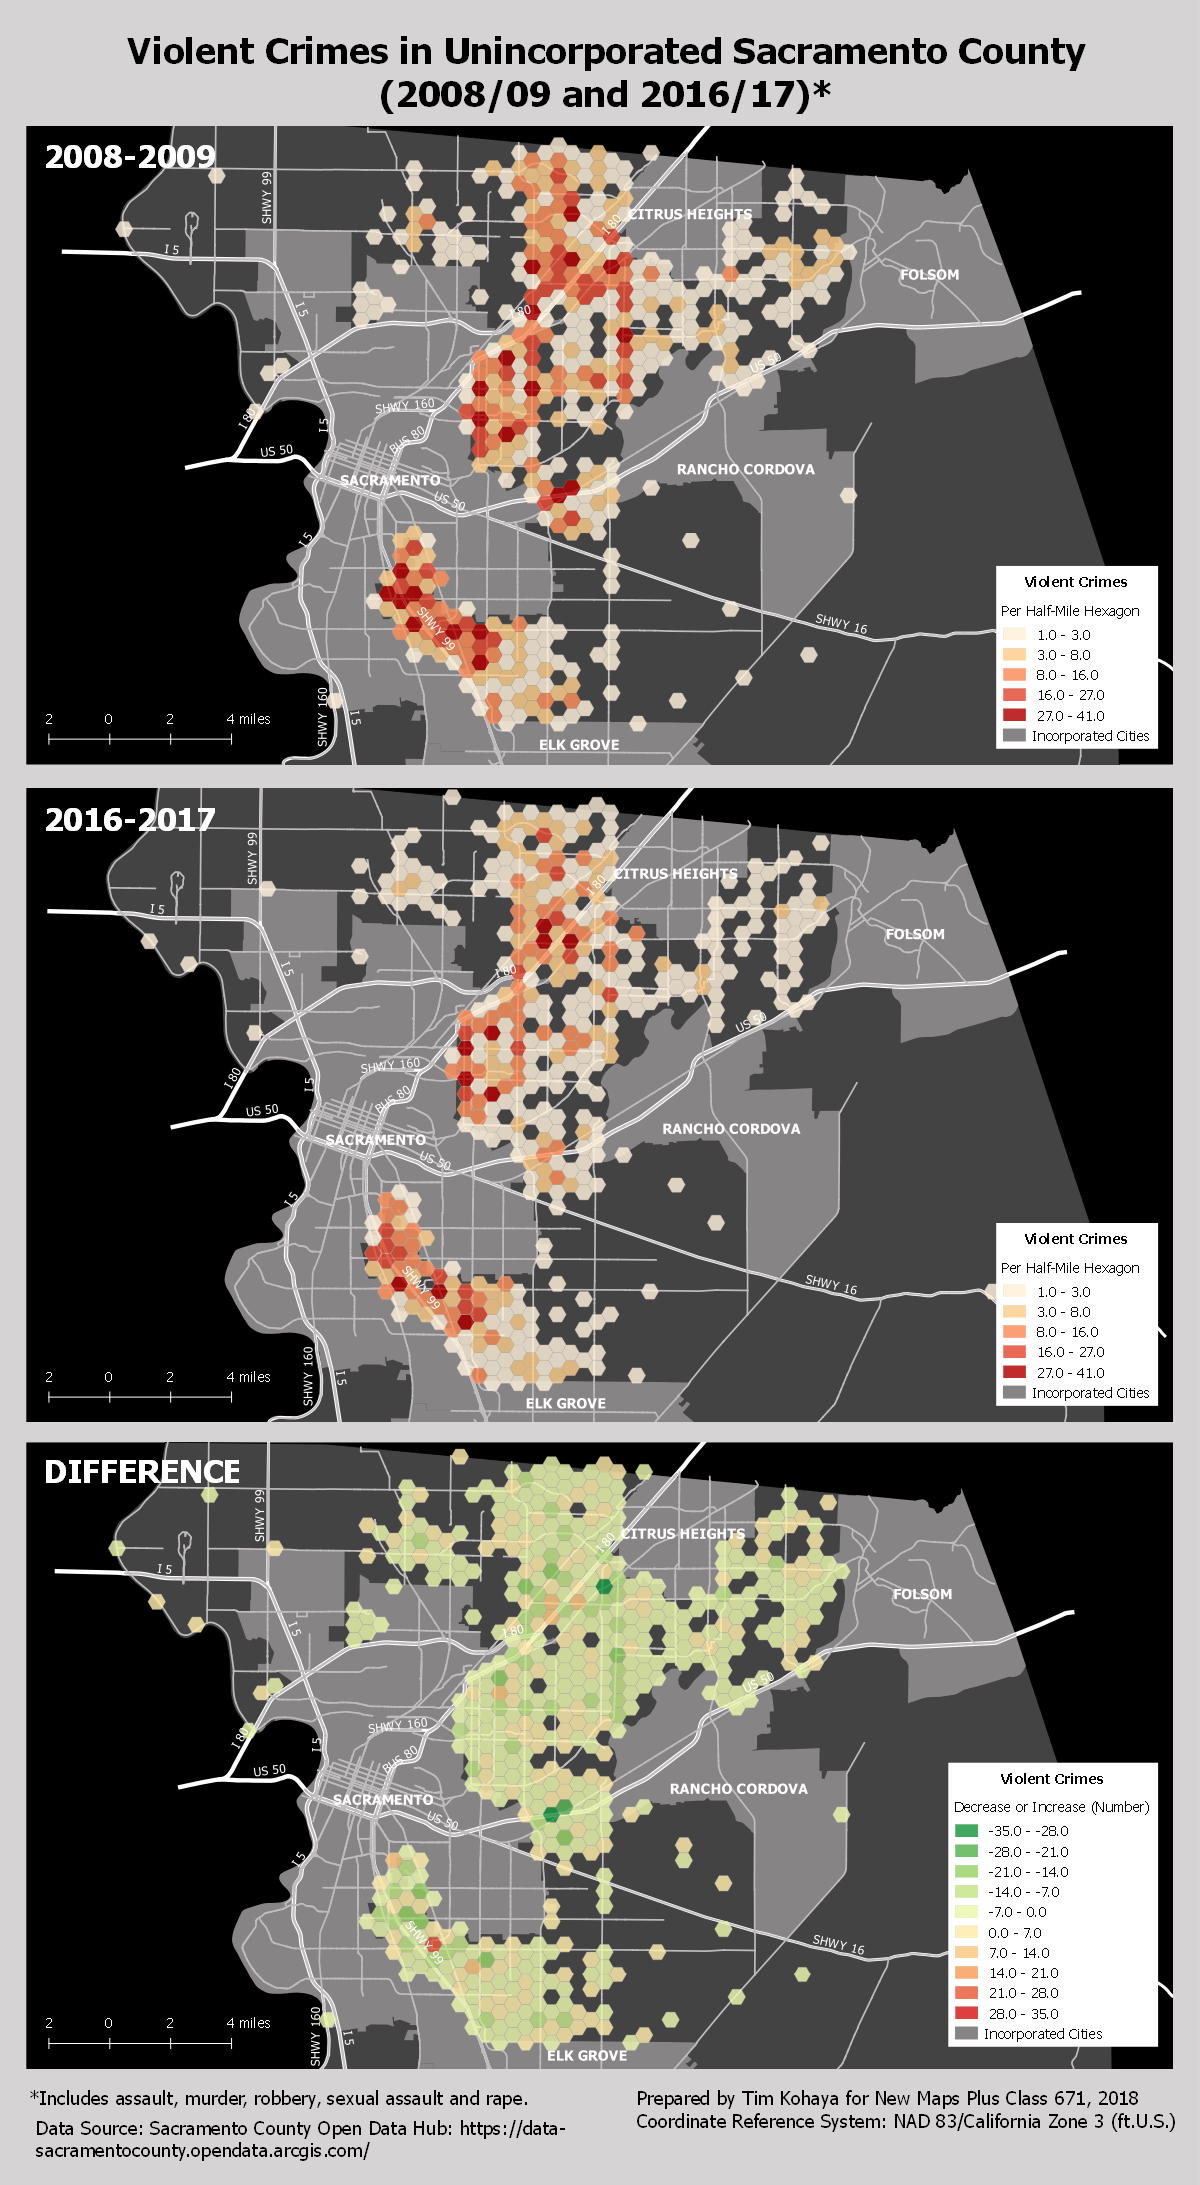 Violent Crimes in Unincorporated Sacramento County
(2008/09 and 2016/17)*
2008-2009
SHWY 99
I 5
I 5
I 80
CITRUS HEIGHTS
FOLSOM
I 80
US 50
SHWY 160
I 80
I 5
BUS 80
US 50
SACRAMENTO
US 50
RANCHO CORDOVA
I 5
SHWY 99
SHWY 16
SHWY 160
I 5
ELK GROVE
2 0 2 4 miles
Violent Crimes
Per Half-Mile Hexagon
1.0 - 3.0
3.0 - 8.0
8.0 - 16.0
16.0 - 27.0
27.0 - 41.0
Incorporated Cities
2016-2017
SHWY 99
I 5
I 5
I 80
CITRUS HEIGHTS
FOLSOM
I 80
US 50
SHWY 160
I 80
I 5
BUS 80
US 50
SACRAMENTO
US 50
RANCHO CORDOVA
I 5
SHWY 99
SHWY 16
SHWY 160
I 5
ELK GROVE
2 0 2 4 miles
Violent Crimes
Per Half-Mile Hexagon
1.0 - 3.0
3.0 - 8.0
8.0 - 16.0
16.0 - 27.0
27.0 - 41.0
Incorporated Cities
DIFFERENCE
SHWY 99
I 5
I 5
I 80
CITRUS HEIGHTS
FOLSOM
I 80
US 50
SHWY 160
I 80
I 5
BUS 80
US 50
SACRAMENTO
US 50
RANCHO CORDOVA
I 5
SHWY 99
SHWY 16
SHWY 160
I 5
ELK GROVE
2 0 2 4 miles
Violent Crimes
Decrease or Increase (Number)
-35.0 - -28.0
-28.0 - -21.0
-21.0 - -14.0
-14.0 - -7.0
-7.0 - 0.0
0.0 - 7.0
7.0 - 14.0
14.0 - 21.0
21.0 - 28.0
28.0 - 35.0
Incorporated Cities
*Includes assault, murder, robbery, sexual assault and rape.
Data Source: Sacramento County Open Data Hub: https://data-
sacramentocounty.opendata.arcgis.com/
Prepared by Tim Kohaya for New Maps Plus Class 671, 2018
Coordinate Reference System: NAD 83/California Zone 3 (ft.U.S.)